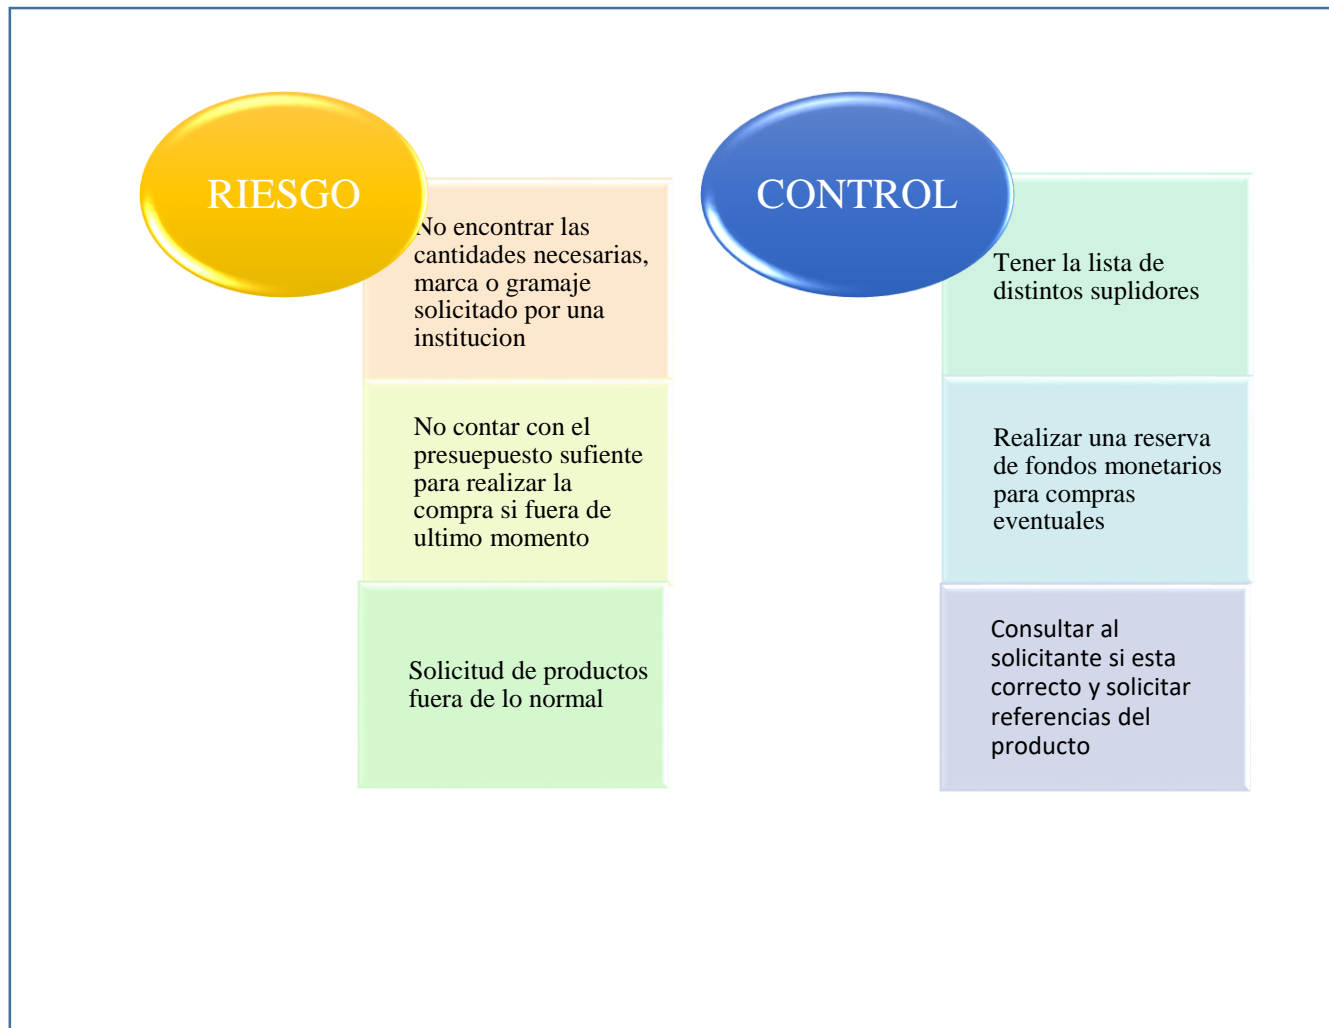 RIESGO
No encontrar las
cantidades necesarias,
marca o gramaje
solicitado por una
institucion
No contar con el
presuepuesto sufiente
para realizar la
compra si fuera de
ultimo momento
Solicitud de productos
fuera de lo normal
CONTROL
Tener la lista de
distintos suplidores
Realizar una reserva
de fondos monetarios
para compras
eventuales
Consultar al
solicitante si esta
correcto y solicitar
referencias del
producto